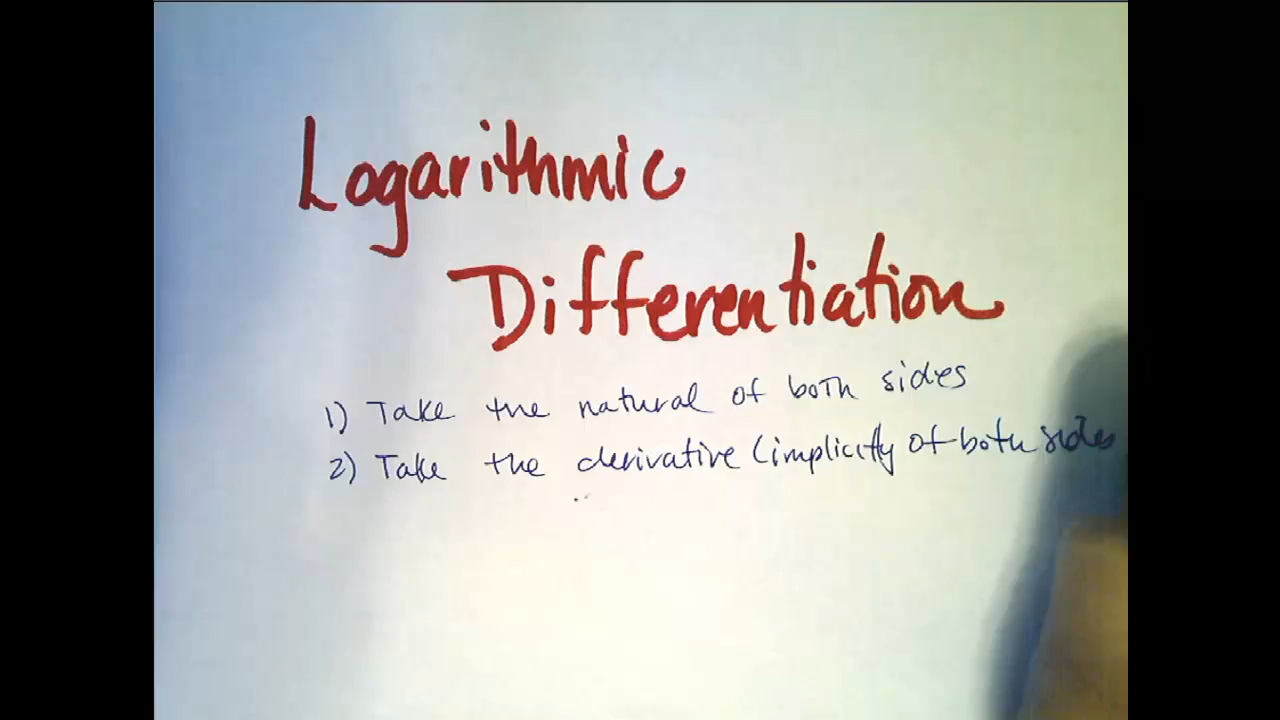 Logarithmic
Differentiation
1) Take the natural of both sides
2) Take the derivative (implicitly of both sides